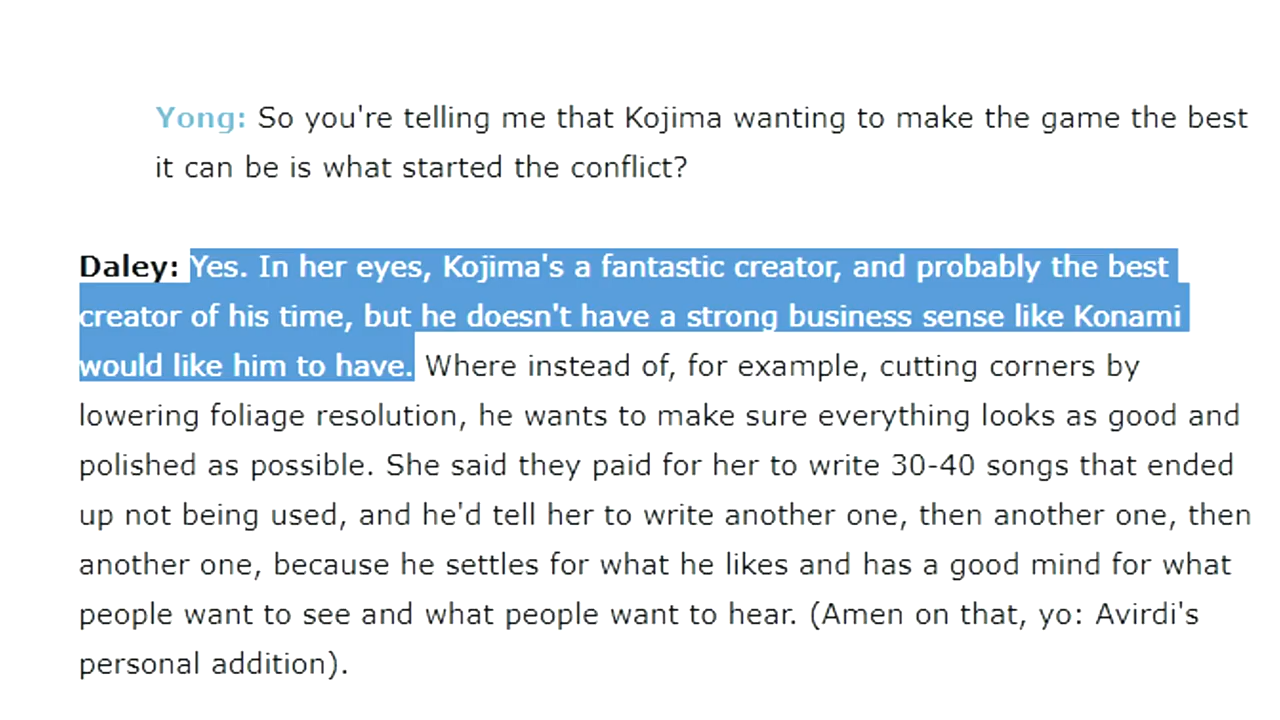 Yong: So you're telling me that Kojima wanting to make the game the best
it can be is what started the conflict?
Daley: Yes. In her eyes, Kojima's a fantastic creator, and probably the best
creator of his time, but he doesn't have a strong business sense like Konami
would like him to have. Where instead of, for example, cutting corners by
lowering foliage resolution, he wants to make sure everything looks as good and
polished as possible. She said they paid for her to write 30-40 songs that ended
up not being used, and he'd tell her to write another one, then another one, then
another one, because he settles for what he likes and has a good mind for what
people want to see and what people want to hear. (Amen on that, yo: Avirdi's
personal addition).